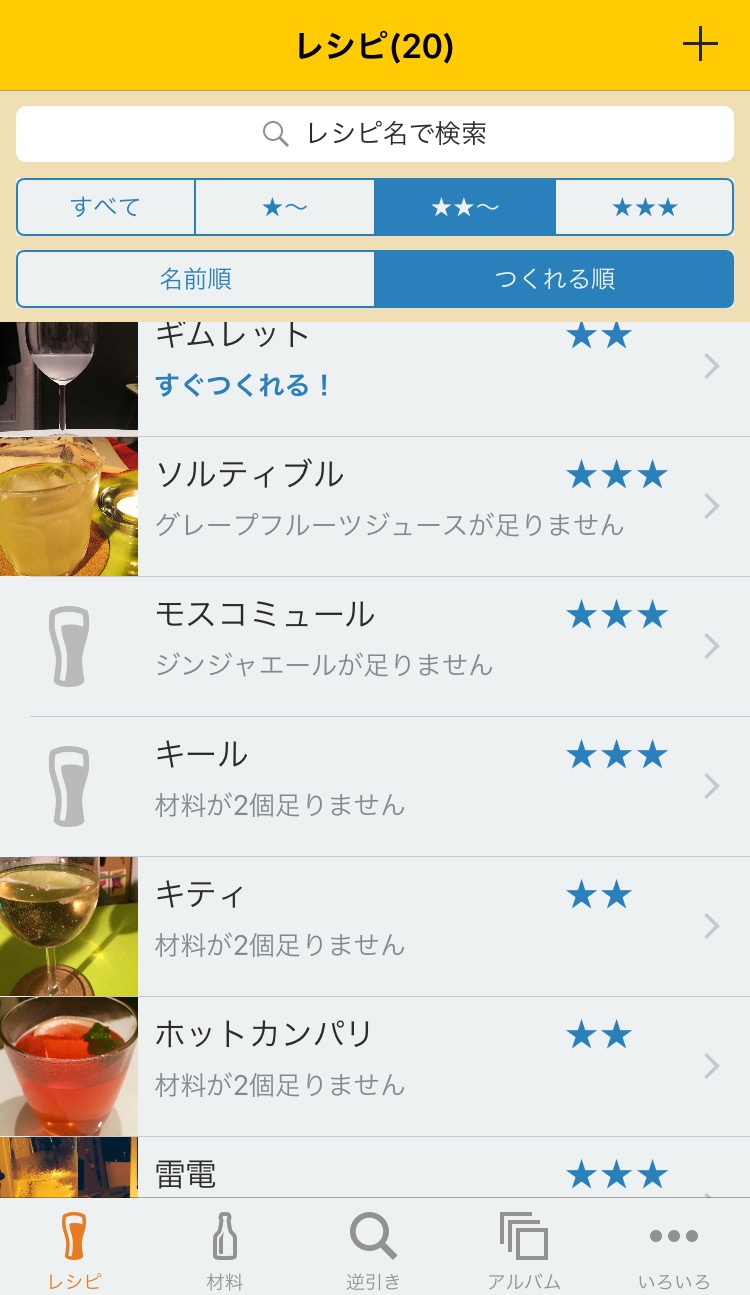 レシピ(20)
レシピ名で検索
すべて ★〜 ★★〜 ★★★
名前順 つくれる順
ギムレット ★★
すぐつくれる！
ソルティブル ★★★
グレープフルーツジュースが足りません
モスコミュール ★★★
ジンジャエールが足りません
キール ★★★
材料が2個足りません
キティ ★★
材料が2個足りません
ホットカンパリ ★★
材料が2個足りません
雷電 ★★★
レシピ 材料 逆引き アルバム いろいろ